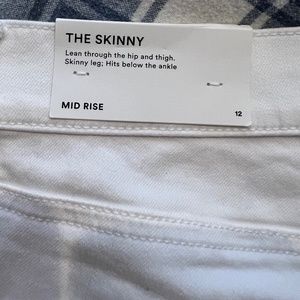 THE SKINNY
Lean through the hip and thigh.
Skinny leg; Hits below the ankle
MID RISE
12